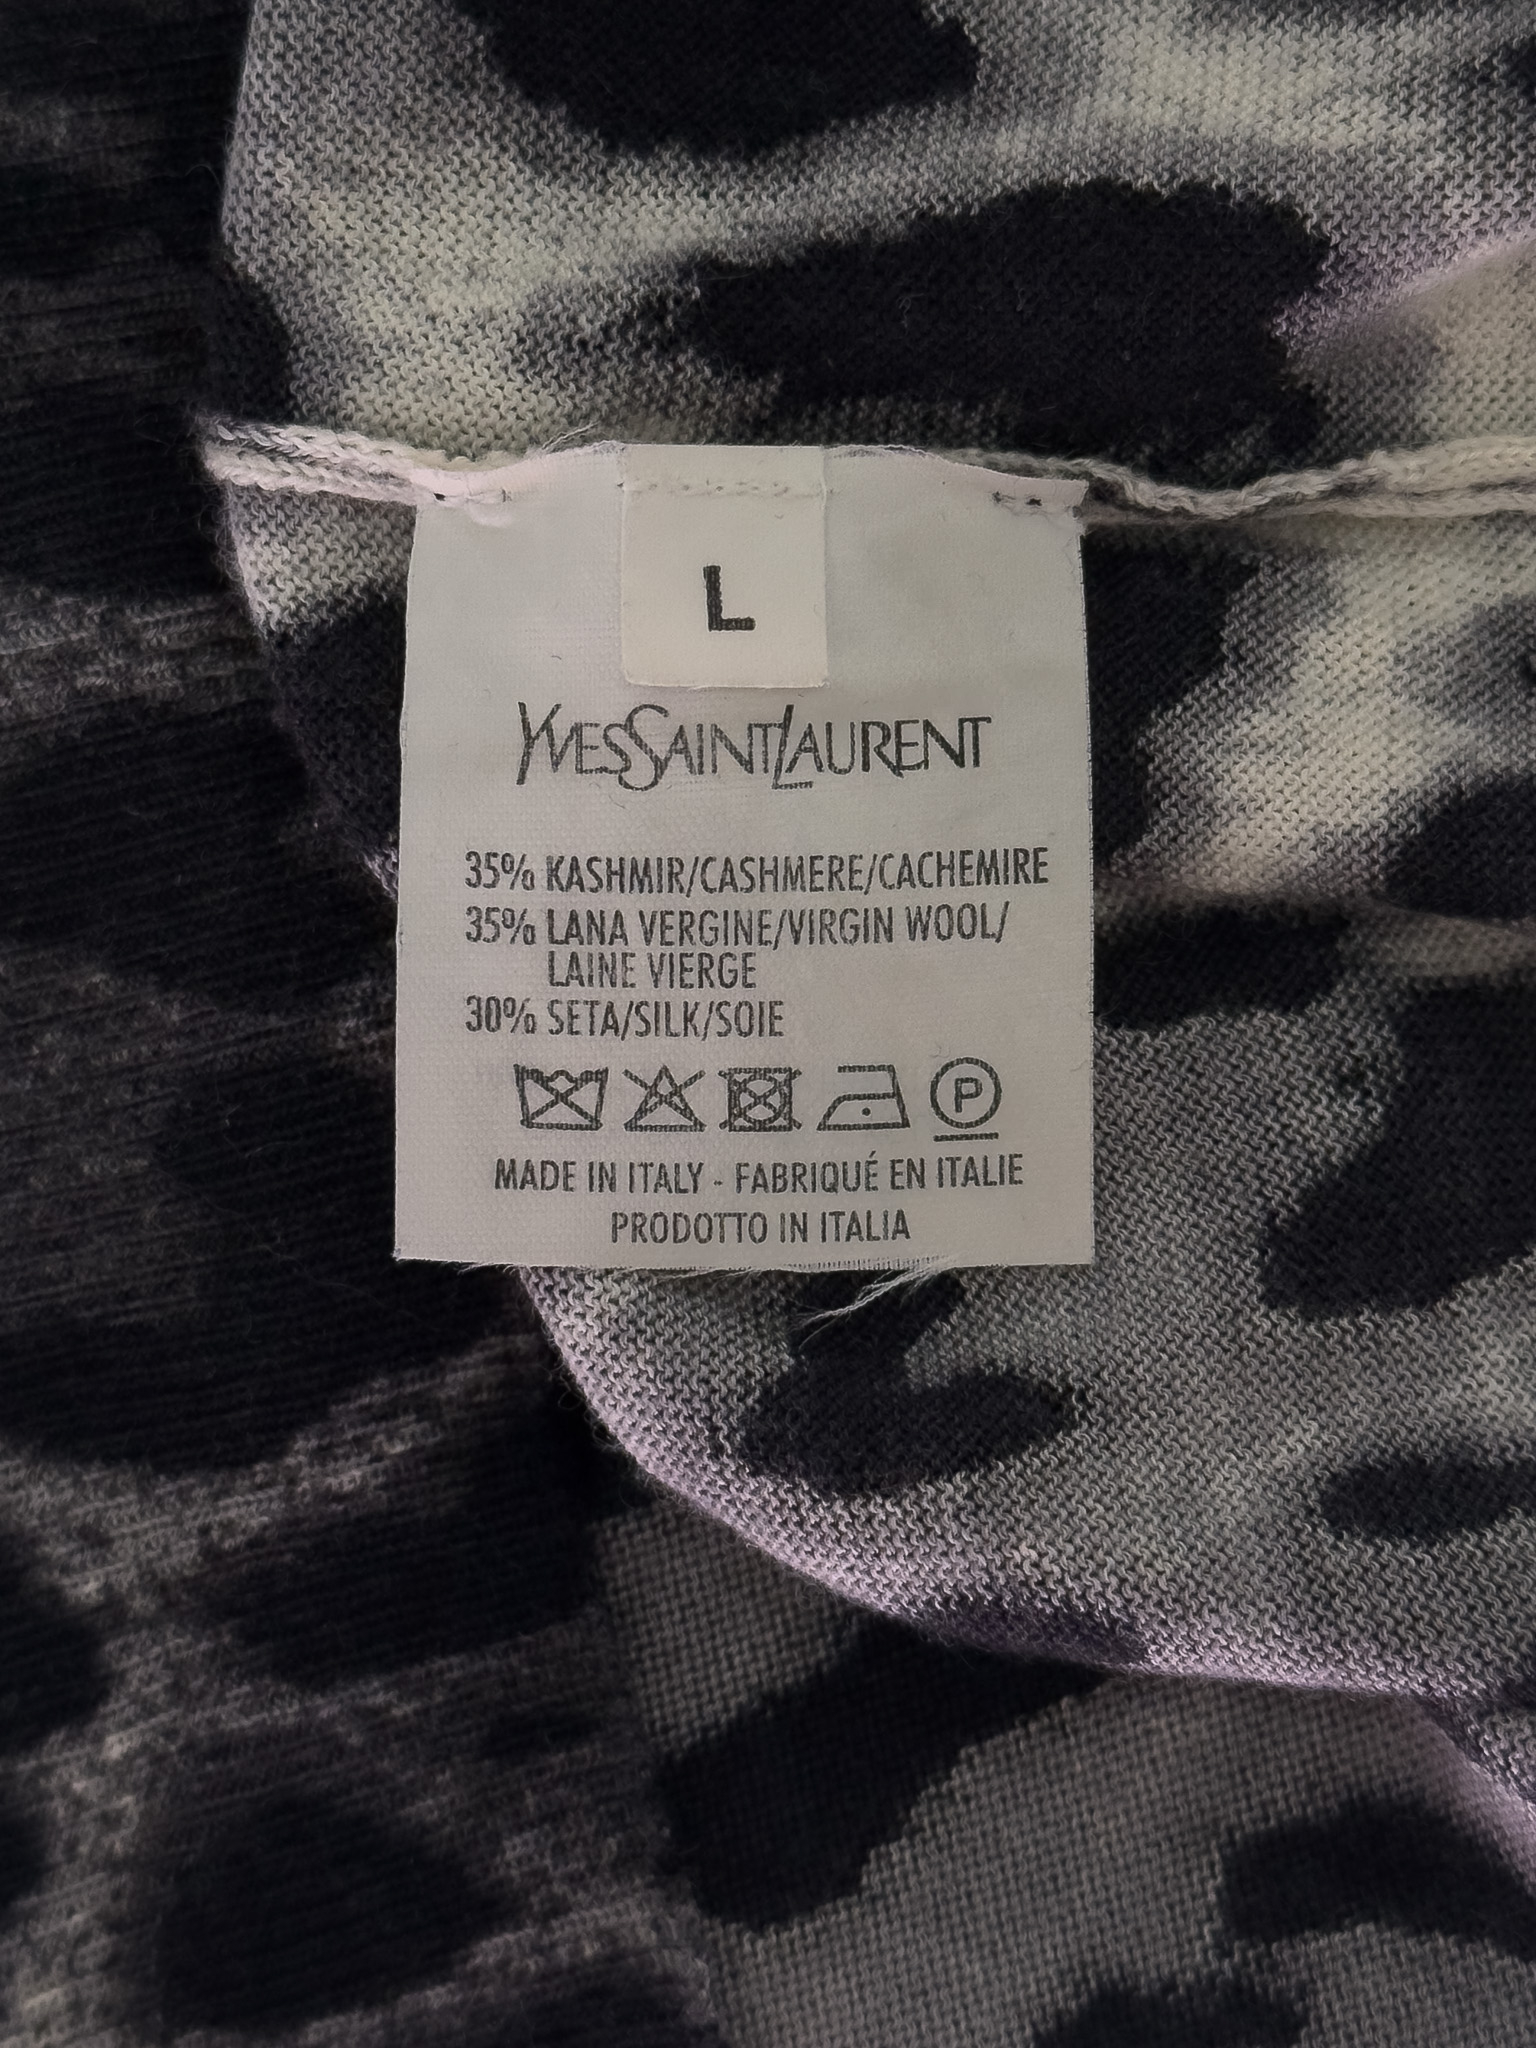 L
YVESSAINTLAURENT
35% KASHMIR/CASHMERE/CACHEMIRE
35% LANA VERGINE/VIRGIN WOOL/
LAINE VIERGE
30% SETA/SILK/SOIE
P
MADE IN ITALY - FABRIQUÉ EN ITALIE
PRODOTTO IN ITALIA